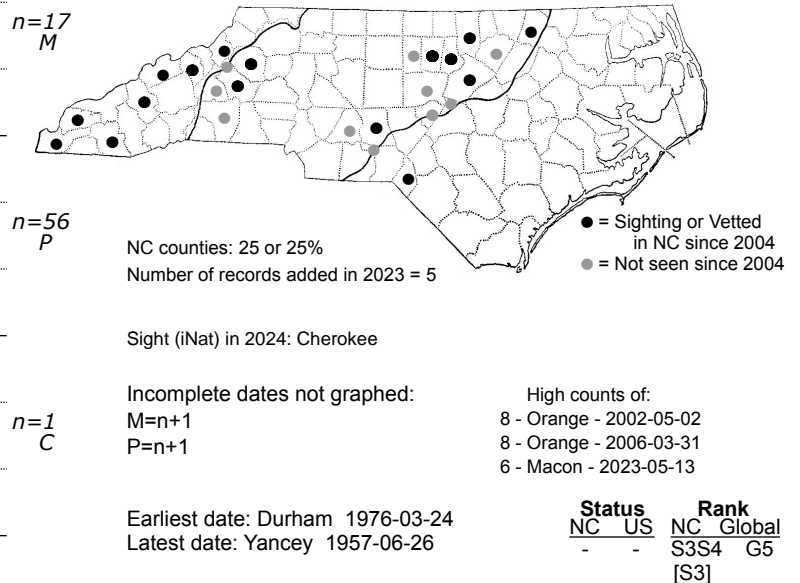 n=17
M
● = Sighting or Vetted
in NC since 2004
● = Not seen since 2004
n=56
P
NC counties: 25 or 25%
Number of records added in 2023 = 5
Sight (iNat) in 2024: Cherokee
Incomplete dates not graphed:
M=n+1
P=n+1
High counts of:
8 - Orange - 2002-05-02
8 - Orange - 2006-03-31
6 - Macon - 2023-05-13
n=1
C
Earliest date: Durham 1976-03-24
Latest date: Yancey 1957-06-26
Status Rank
NC US NC Global
- - S3S4 G5
[S3]